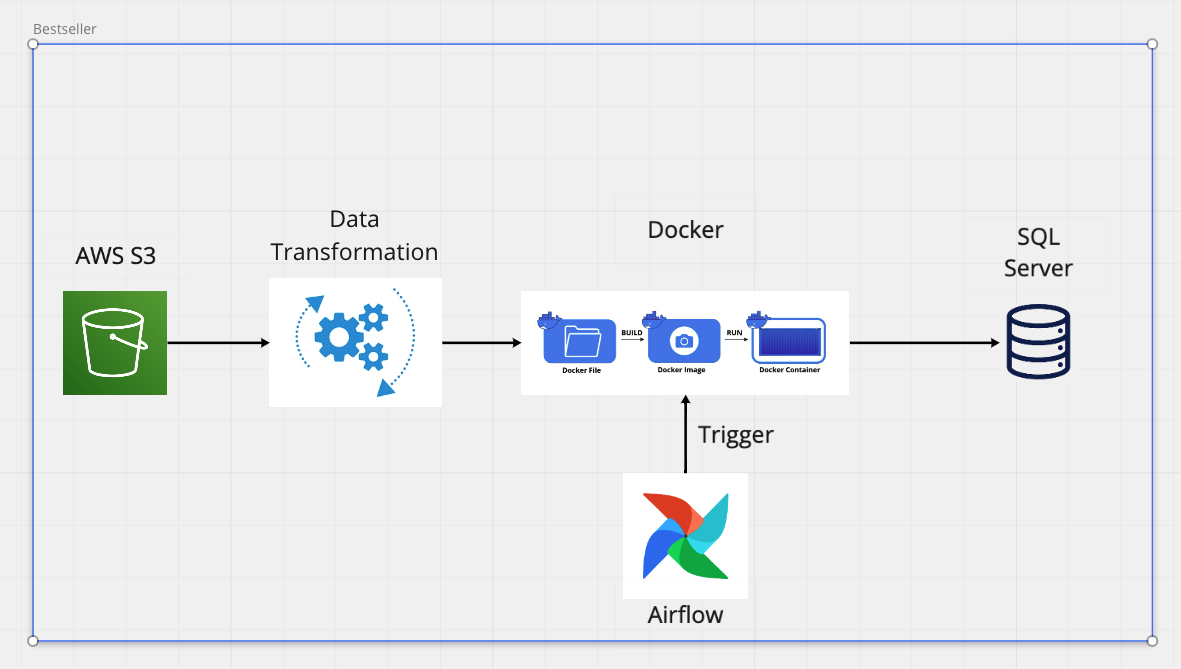 Bestseller
AWS S3
Data
Transformation
Docker
SQL
Server
BUILD
RUN
Docker File
Docker Image
Docker Container
Trigger
Airflow